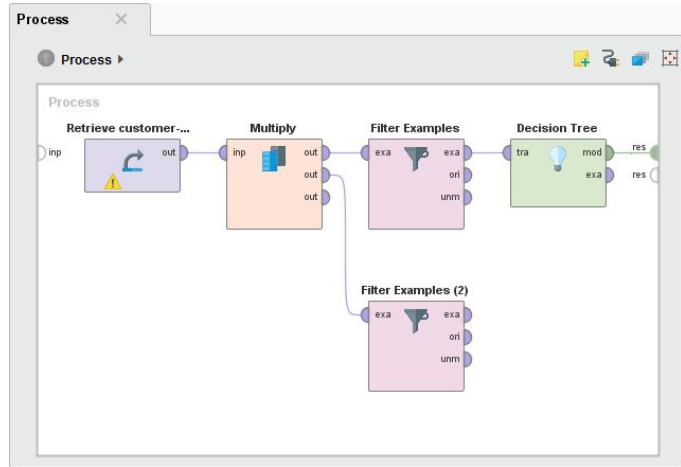 Process
Process
Process
Retrieve customer-...
Multiply
Filter Examples
Decision Tree
inp
out
inp
out
out
out
exa
exa
ori
unm
tra
mod
exa
res
res
Filter Examples (2)
exa
exa
ori
unm